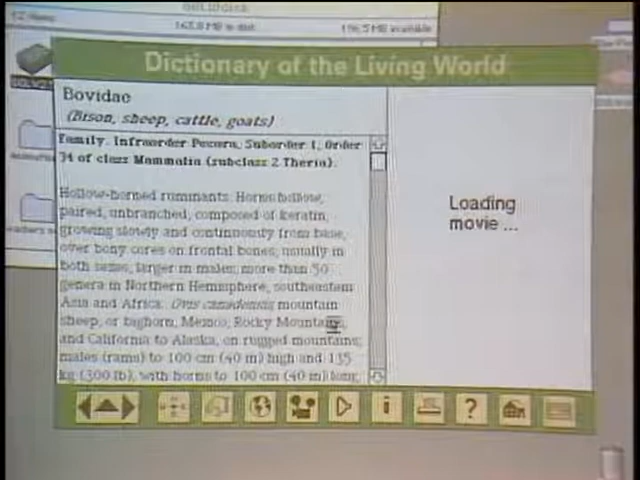 163.8 MB in disk
196.5 MB available
Dictionary of the Living World
Bovidae
(Bison, sheep, cattle, goats)
Family. Infraorder Pecora, Suborder 1, Order
34 of class Mammalia (subclass 2 Theria).
Hollow-horned ruminants. Horns hollow,
paired, unbranched, composed of keratin,
growing slowly and continuously from base,
over bony cores on frontal bones, usually in
both sexes, larger in males; more than 50
genera in Northern Hemisphere, southeastern
Asia and Africa. Ovis canadensis mountain
sheep, or bighorn, Mexico, Rocky Mountains,
and California to Alaska, on rugged mountains;
males (rams) to 100 cm (40 in) high and 135
kg (300 lb), with horns to 100 cm (40 in) long,
Loading
movie ...
i
?